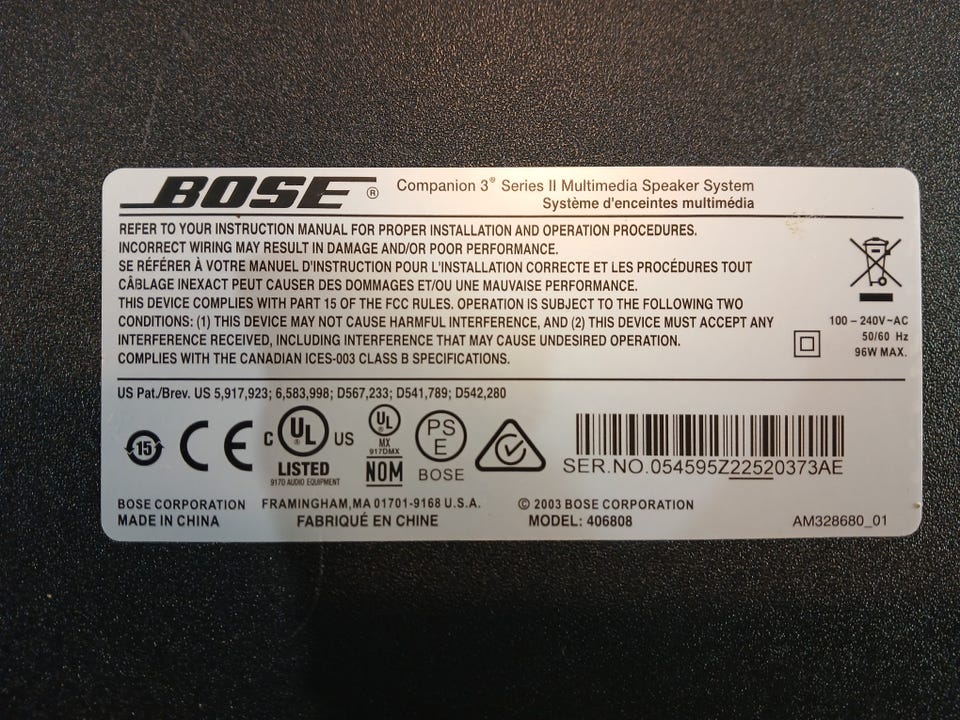 BOSE ® Companion 3® Series II Multimedia Speaker System
Système d'enceintes multimédia
REFER TO YOUR INSTRUCTION MANUAL FOR PROPER INSTALLATION AND OPERATION PROCEDURES.
INCORRECT WIRING MAY RESULT IN DAMAGE AND/OR POOR PERFORMANCE.
SE RÉFÉRER À VOTRE MANUEL D'INSTRUCTION POUR L'INSTALLATION CORRECTE ET LES PROCÉDURES TOUT
CÂBLAGE INEXACT PEUT CAUSER DES DOMMAGES ET/OU UNE MAUVAISE PERFORMANCE.
THIS DEVICE COMPLIES WITH PART 15 OF THE FCC RULES. OPERATION IS SUBJECT TO THE FOLLOWING TWO
CONDITIONS: (1) THIS DEVICE MAY NOT CAUSE HARMFUL INTERFERENCE, AND (2) THIS DEVICE MUST ACCEPT ANY
INTERFERENCE RECEIVED, INCLUDING INTERFERENCE THAT MAY CAUSE UNDESIRED OPERATION.
COMPLIES WITH THE CANADIAN ICES-003 CLASS B SPECIFICATIONS.
100 – 240V~AC
50/60 Hz
96W MAX.
US Pat./Brev. US 5,917,923; 6,583,998; D567,233; D541,789; D542,280
15
CE
C UL ® US
LISTED
917D AUDIO EQUIPMENT
UL ®
MX
917DMX
NOM
PS
E
BOSE
SER.NO.054595Z22520373AE
BOSE CORPORATION FRAMINGHAM,MA 01701-9168 U.S.A. © 2003 BOSE CORPORATION
MADE IN CHINA FABRIQUÉ EN CHINE MODEL: 406808 AM328680_01